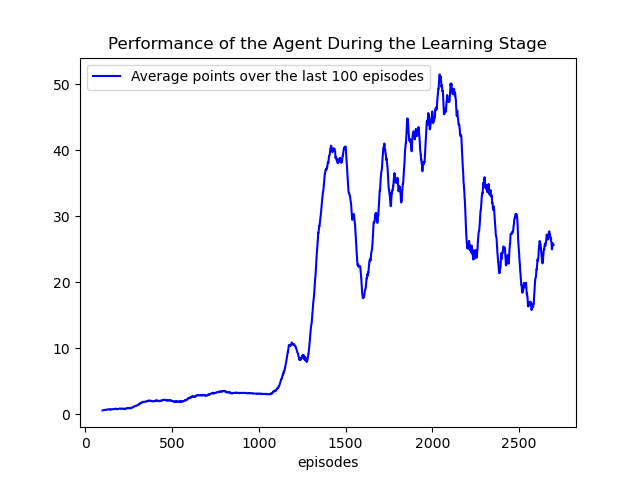 Performance of the Agent During the Learning Stage
Average points over the last 100 episodes
50
40
30
20
10
0
0 500 1000 1500 2000 2500
episodes